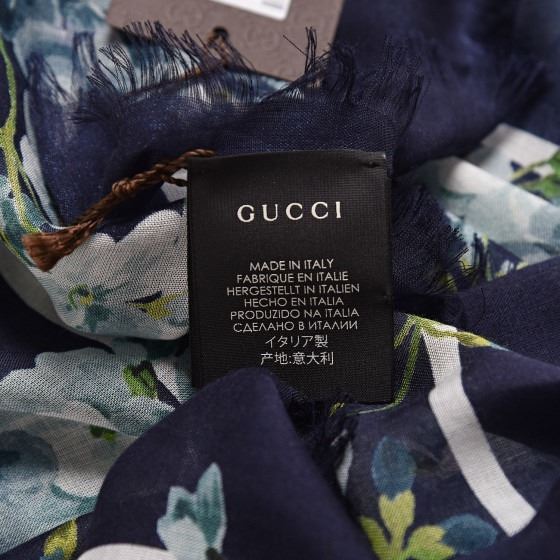 GUCCI
MADE IN ITALY
FABRIQUE EN ITALIE
HERGESTELLT IN ITALIEN
HECHO EN ITALIA
PRODUZIDO NA ITALIA
СДЕЛАНО В ИТАЛИИ
イタリア製
产地:意大利